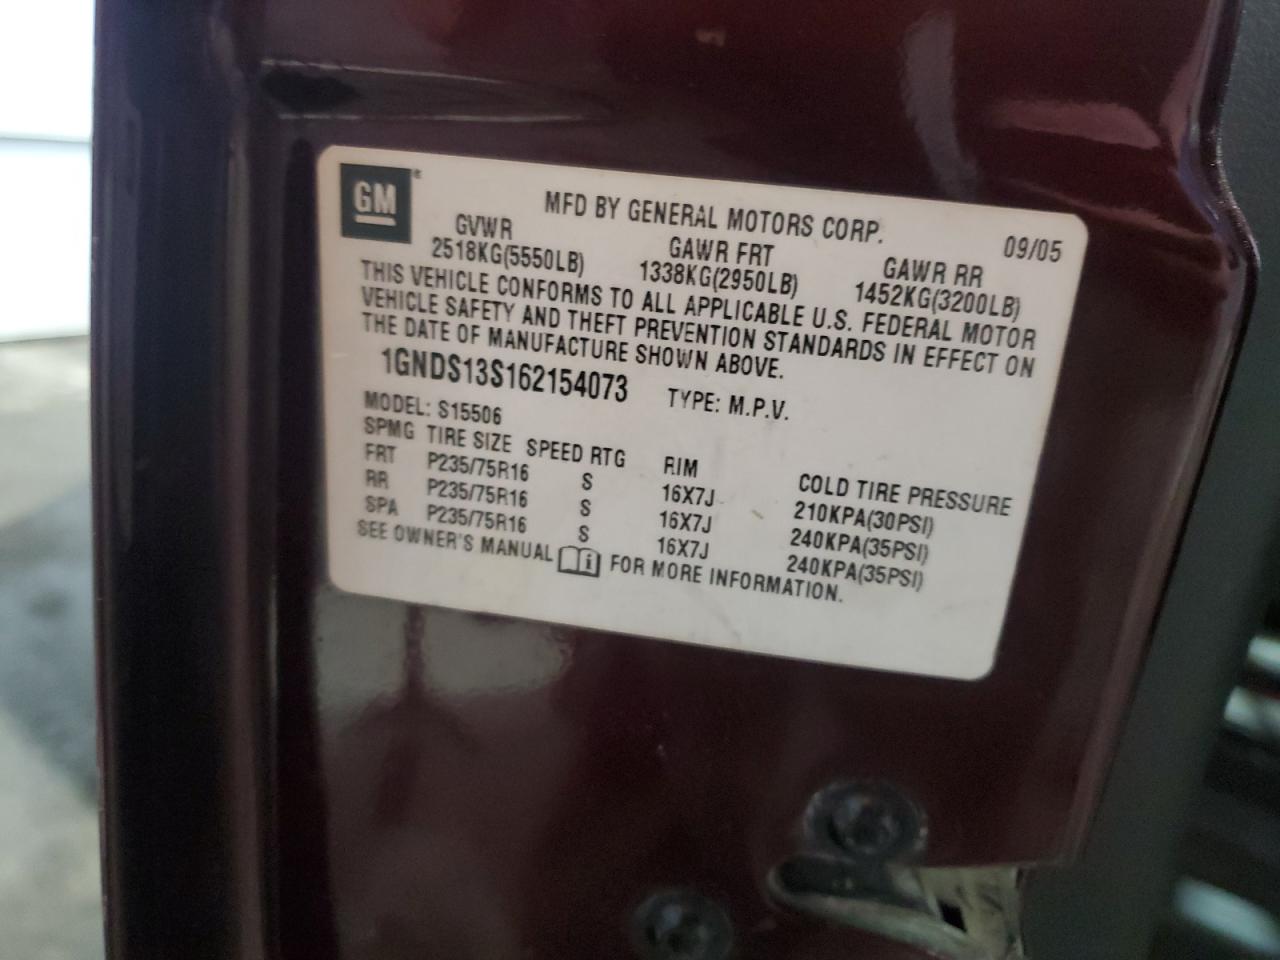 GM®
MFD BY GENERAL MOTORS CORP. 09/05
GVWR GAWR FRT GAWR RR
2518KG(5550LB) 1338KG(2950LB) 1452KG(3200LB)
THIS VEHICLE CONFORMS TO ALL APPLICABLE U.S. FEDERAL MOTOR
VEHICLE SAFETY AND THEFT PREVENTION STANDARDS IN EFFECT ON
THE DATE OF MANUFACTURE SHOWN ABOVE.
1GNDS13S162154073 TYPE: M.P.V.
MODEL: S15506
SPMG TIRE SIZE SPEED RTG RIM COLD TIRE PRESSURE
FRT P235/75R16 S 16X7J 210KPA(30PSI)
RR P235/75R16 S 16X7J 240KPA(35PSI)
SPA P235/75R16 S 16X7J 240KPA(35PSI)
SEE OWNER'S MANUAL i FOR MORE INFORMATION.